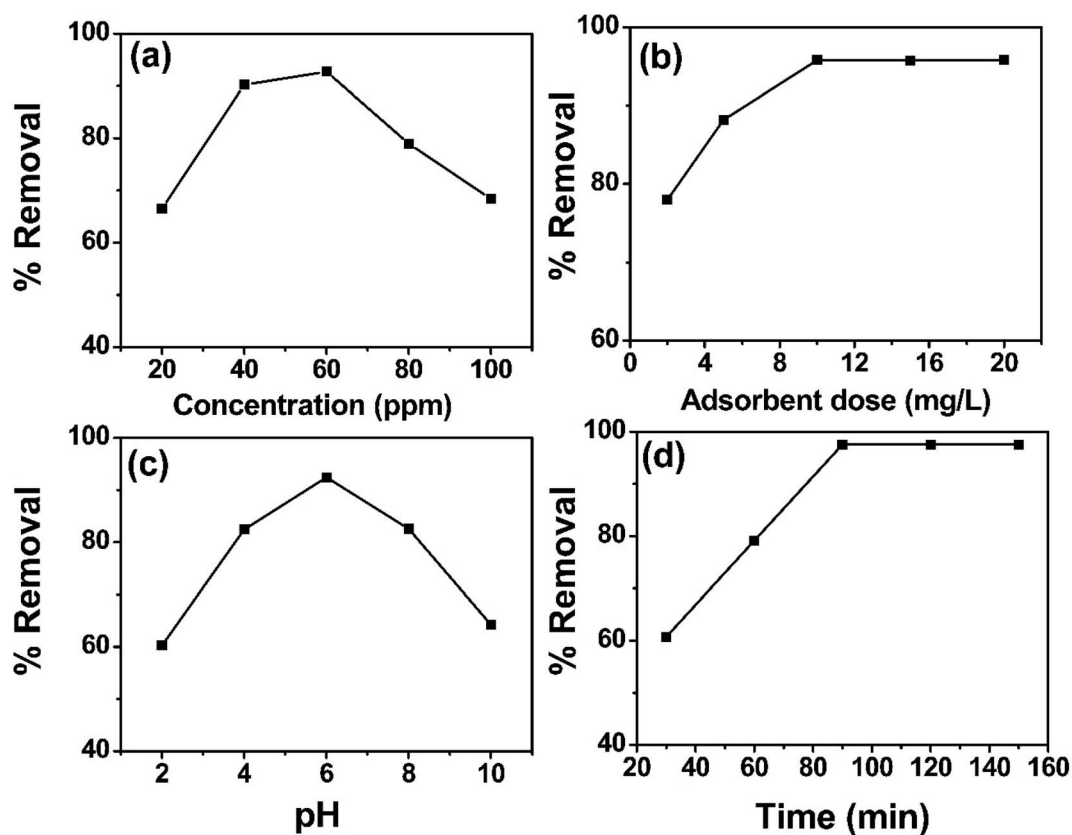 (a)
% Removal
100
80
60
40
20 40 60 80 100
Concentration (ppm)
(b)
% Removal
100
80
60
0 4 8 12 16 20
Adsorbent dose (mg/L)
(c)
% Removal
100
80
60
40
2 4 6 8 10
pH
(d)
% Removal
100
80
60
40
20 40 60 80 100 120 140 160
Time (min)